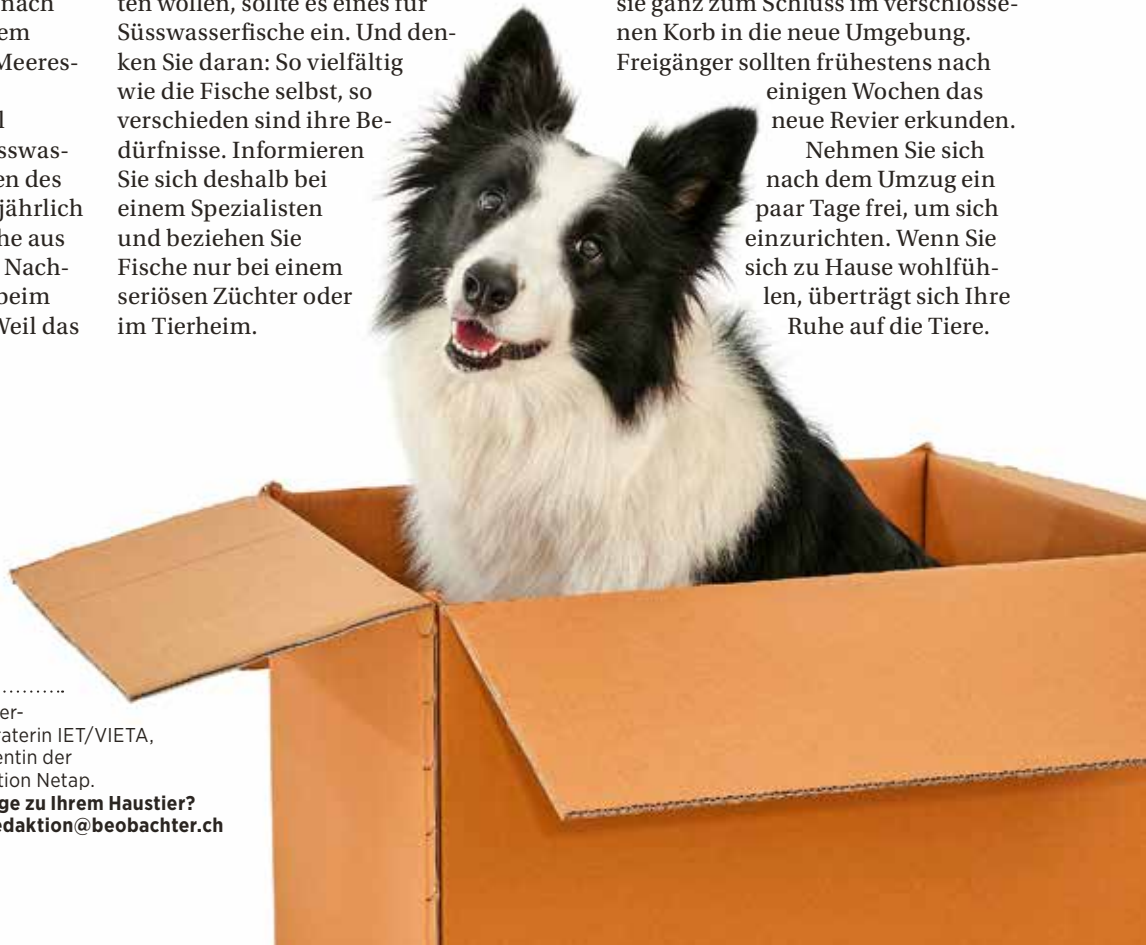 nach
em
Meeres-
l
sswas-
en des
jährlich
he aus
Nach-
beim
Weil das
ten wollen, sollte es eines für
Süsswasserfische ein. Und den-
ken Sie daran: So vielfältig
wie die Fische selbst, so
verschieden sind ihre Be-
dürfnisse. Informieren
Sie sich deshalb bei
einem Spezialisten
und beziehen Sie
Fische nur bei einem
seriösen Züchter oder
im Tierheim.
sie ganz zum Schluss im verschlosse-
nen Korb in die neue Umgebung.
Freigänger sollten frühestens nach
einigen Wochen das
neue Revier erkunden.
Nehmen Sie sich
nach dem Umzug ein
paar Tage frei, um sich
einzurichten. Wenn Sie
sich zu Hause wohlfüh-
len, überträgt sich Ihre
Ruhe auf die Tiere.
er-
aterin IET/VIETA,
entin der
tion Netap.
ge zu Ihrem Haustier?
edaktion@beobachter.ch